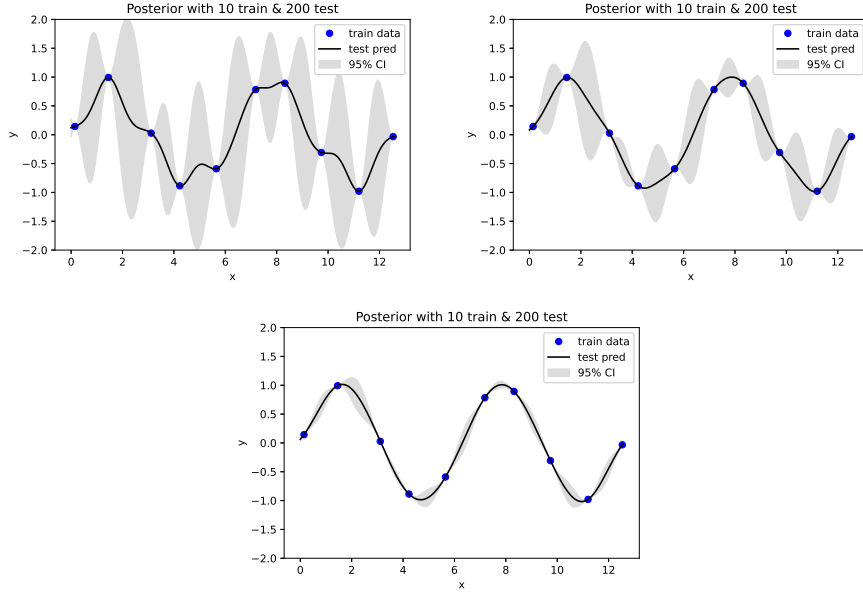 Posterior with 10 train & 200 test
2.0
1.5
1.0
0.5
0.0
−0.5
−1.0
−1.5
−2.0
y
train data
test pred
95% CI
0 2 4 6 8 10 12
x
Posterior with 10 train & 200 test
2.0
1.5
1.0
0.5
0.0
−0.5
−1.0
−1.5
−2.0
y
train data
test pred
95% CI
0 2 4 6 8 10 12
x
Posterior with 10 train & 200 test
2.0
1.5
1.0
0.5
0.0
−0.5
−1.0
−1.5
−2.0
y
train data
test pred
95% CI
0 2 4 6 8 10 12
x